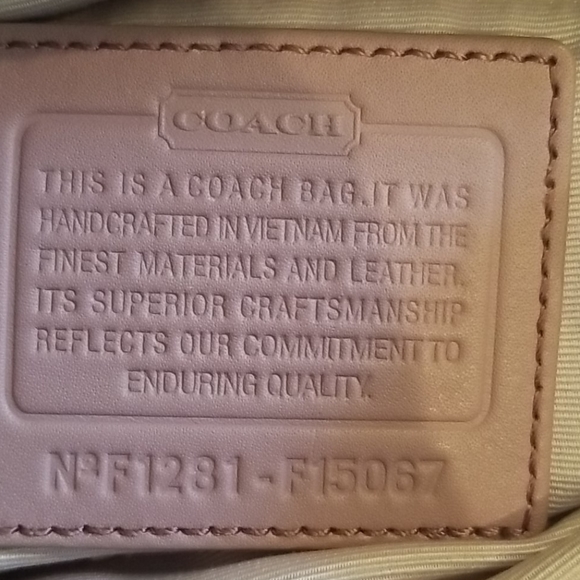 COACH
THIS IS A COACH BAG.IT WAS
HANDCRAFTED IN VIETNAM FROM THE
FINEST MATERIALS AND LEATHER.
ITS SUPERIOR CRAFTSMANSHIP
REFLECTS OUR COMMITMENT TO
ENDURING QUALITY.
Nº F1281-F15067